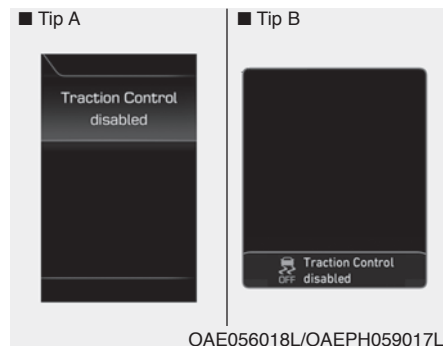 ■ Tip A
Traction Control
disabled
■ Tip B
Traction Control
OFF disabled
OAE056018L/OAEPH059017L